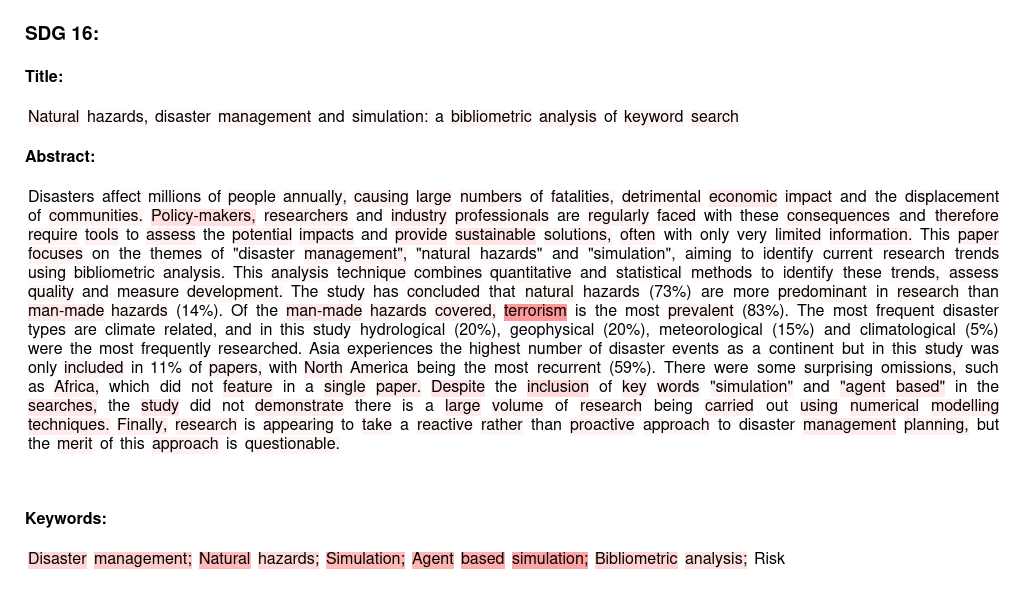 SDG 16:
Title:
Natural hazards, disaster management and simulation: a bibliometric analysis of keyword search
Abstract:
Disasters affect millions of people annually, causing large numbers of fatalities, detrimental economic impact and the displacement
of communities. Policy-makers, researchers and industry professionals are regularly faced with these consequences and therefore
require tools to assess the potential impacts and provide sustainable solutions, often with only very limited information. This paper
focuses on the themes of "disaster management", "natural hazards" and "simulation", aiming to identify current research trends
using bibliometric analysis. This analysis technique combines quantitative and statistical methods to identify these trends, assess
quality and measure development. The study has concluded that natural hazards (73%) are more predominant in research than
man-made hazards (14%). Of the man-made hazards covered, terrorism is the most prevalent (83%). The most frequent disaster
types are climate related, and in this study hydrological (20%), geophysical (20%), meteorological (15%) and climatological (5%)
were the most frequently researched. Asia experiences the highest number of disaster events as a continent but in this study was
only included in 11% of papers, with North America being the most recurrent (59%). There were some surprising omissions, such
as Africa, which did not feature in a single paper. Despite the inclusion of key words "simulation" and "agent based" in the
searches, the study did not demonstrate there is a large volume of research being carried out using numerical modelling
techniques. Finally, research is appearing to take a reactive rather than proactive approach to disaster management planning, but
the merit of this approach is questionable.
Keywords:
Disaster management; Natural hazards; Simulation; Agent based simulation; Bibliometric analysis; Risk